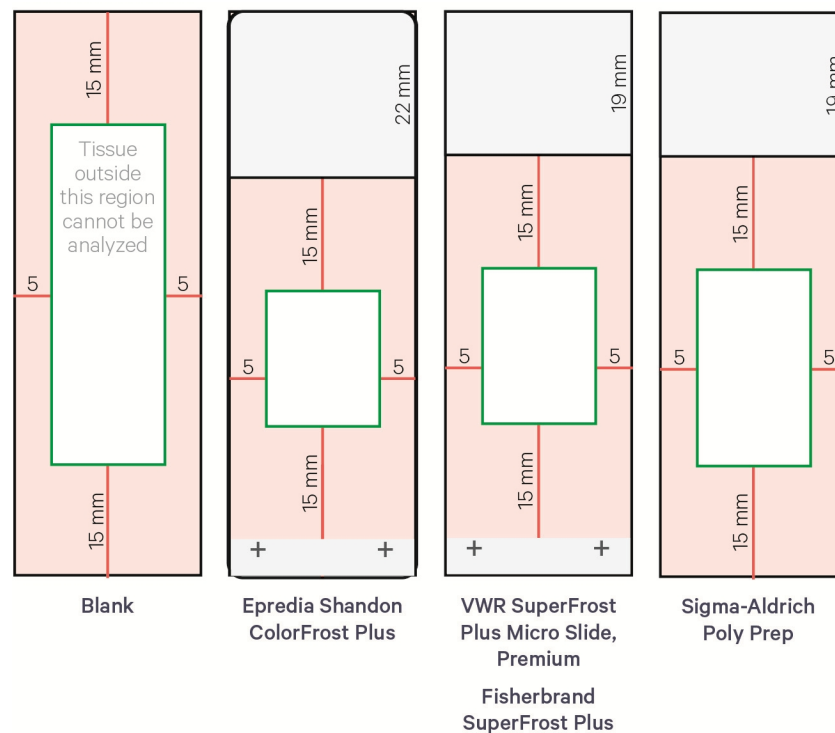 15 mm
Tissue
outside
this region
cannot be
analyzed
5
5
15 mm
Blank
22 mm
15 mm
5
5
15 mm
+
+
Epredia Shandon
ColorFrost Plus
19 mm
15 mm
5
5
15 mm
+
+
VWR SuperFrost
Plus Micro Slide,
Premium
Fisherbrand
SuperFrost Plus
19 mm
15 mm
5
5
15 mm
Sigma-Aldrich
Poly Prep